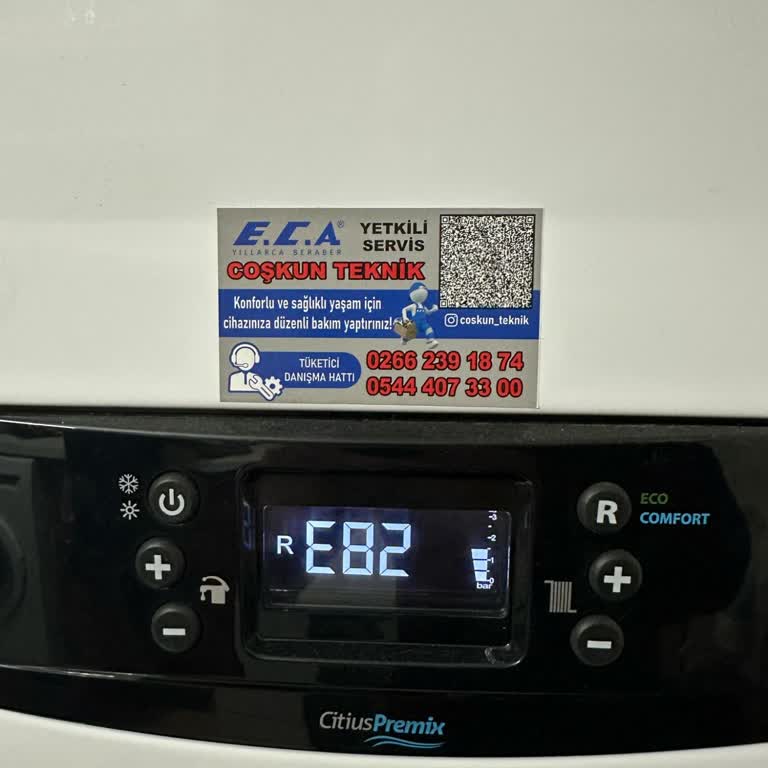 E.C.A®
YILLARCA BERABER
YETKİLİ
SERVİS
COŞKUN TEKNİK
Konforlu ve sağlıklı yaşam için
cihazınıza düzenli bakım yaptırınız!
coskun_teknik
TÜKETİCİ
DANIŞMA HATTI
0266 239 18 74
0544 407 33 00
R E82
3
2
1
0
bar
R
ECO
COMFORT
CitiusPremix